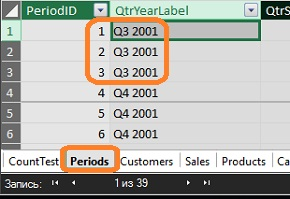 PeriodID QtrYearLabel QtrS
1 1 Q3 2001
2 2 Q3 2001
3 3 Q3 2001
4 4 Q4 2001
5 5 Q4 2001
6 6 Q4 2001
CountTest Periods Customers Sales Products Ca
Запись: 1 из 39